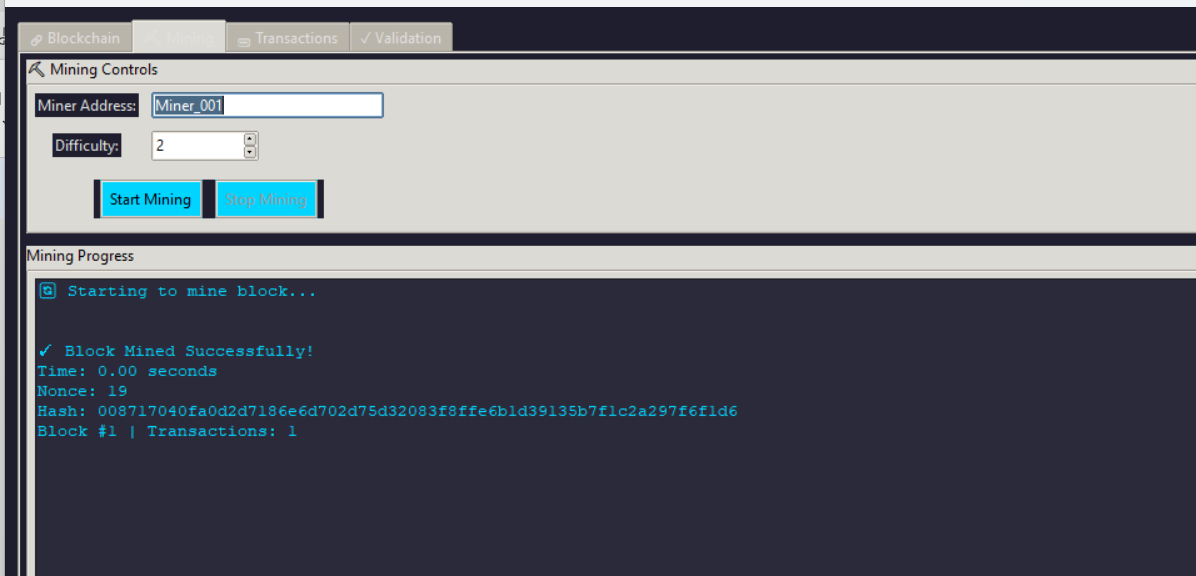 Blockchain Mining Transactions ✓ Validation
Mining Controls
Miner Address: Miner_001
Difficulty: 2
Start Mining Stop Mining
Mining Progress
Starting to mine block...
✓ Block Mined Successfully!
Time: 0.00 seconds
Nonce: 19
Hash: 008717040fa0d2d7186e6d702d75d32083f8ffe6b1d39135b7f1c2a297f6f1d6
Block #1 | Transactions: 1